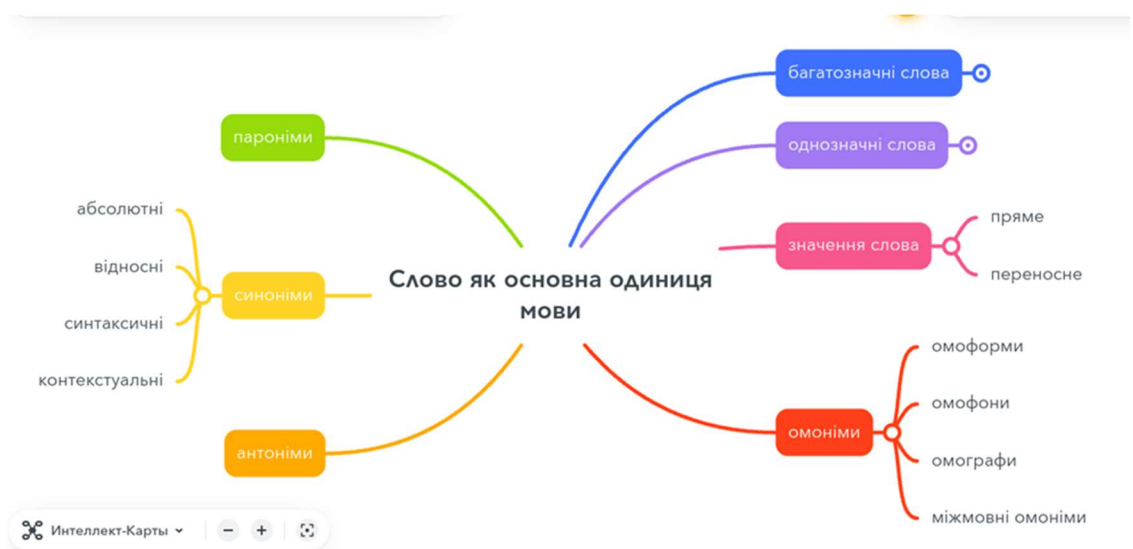 багатозначні слова
пароніми
однозначні слова
абсолютні
пряме
значення слова
відносні
переносне
Слово як основна одиниця
мови
синоніми
синтаксичні
омоформи
контекстуальні
омофони
омоніми
антоніми
омографи
міжмовні омоніми
Интеллект-Карты